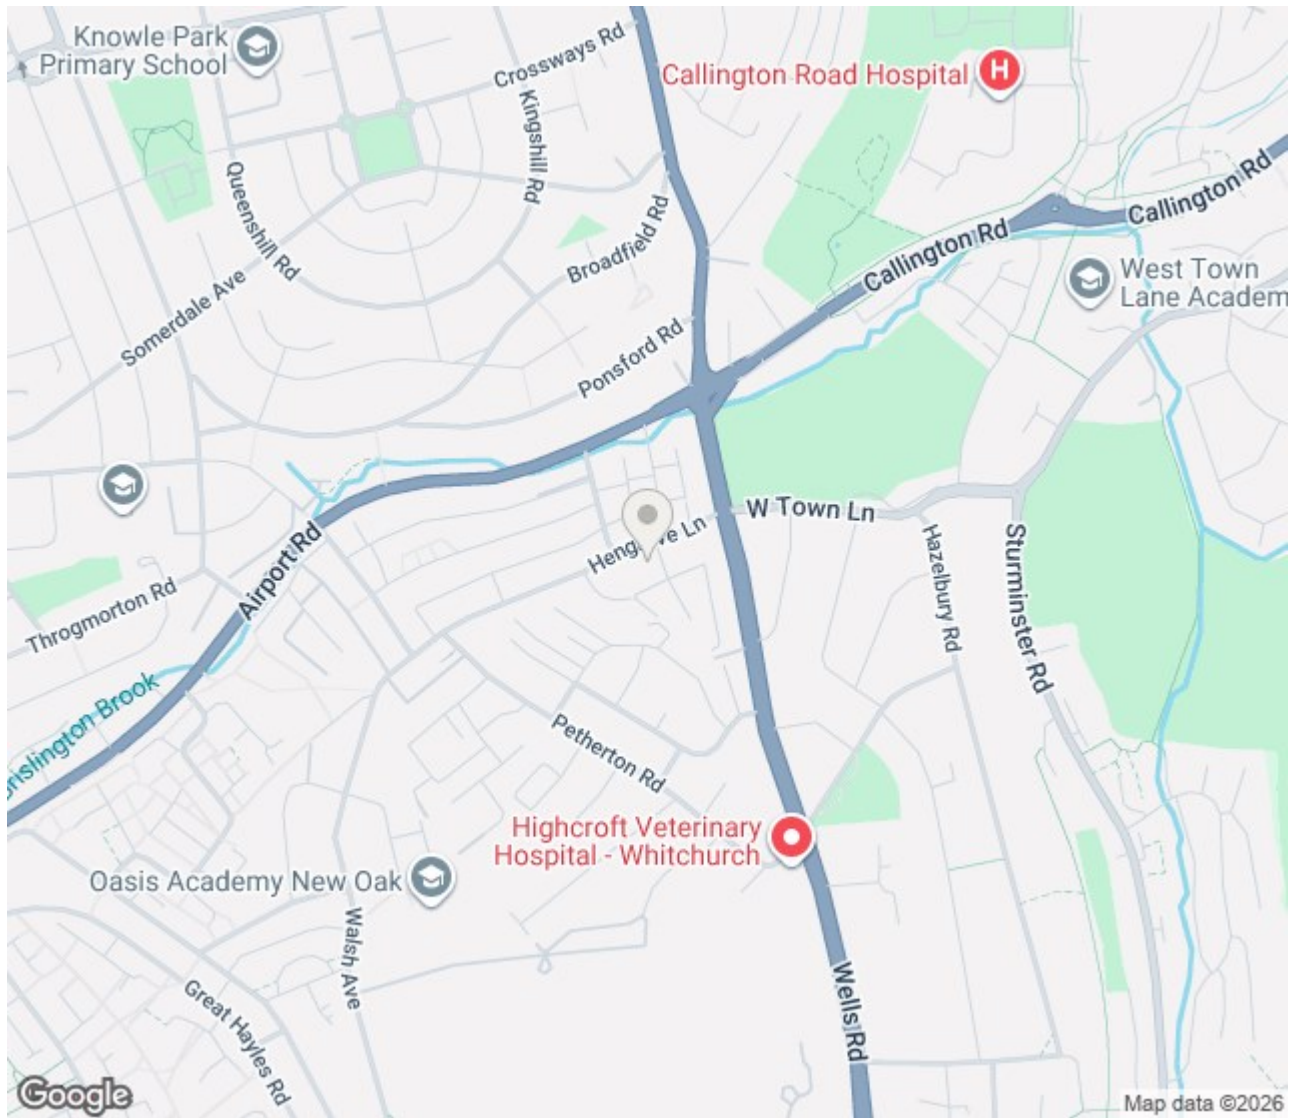 Knowle Park
Primary School
Crossways Rd
Callington Road Hospital
H
Kingshill Rd
Queenshill Rd
Callington Rd
Broadfield Rd
Callington Rd
Somerdale Ave
West Town
Lane Academ
Ponsford Rd
W Town Ln
Airport Rd
Hazelbury Rd
Sturminster Rd
Throgmorton Rd
Petherton Rd
Highcroft Veterinary
Hospital - Whitchurch
Oasis Academy New Oak
Walsh Ave
Great Hayles Rd
Wells Rd
Google
Map data ©2026